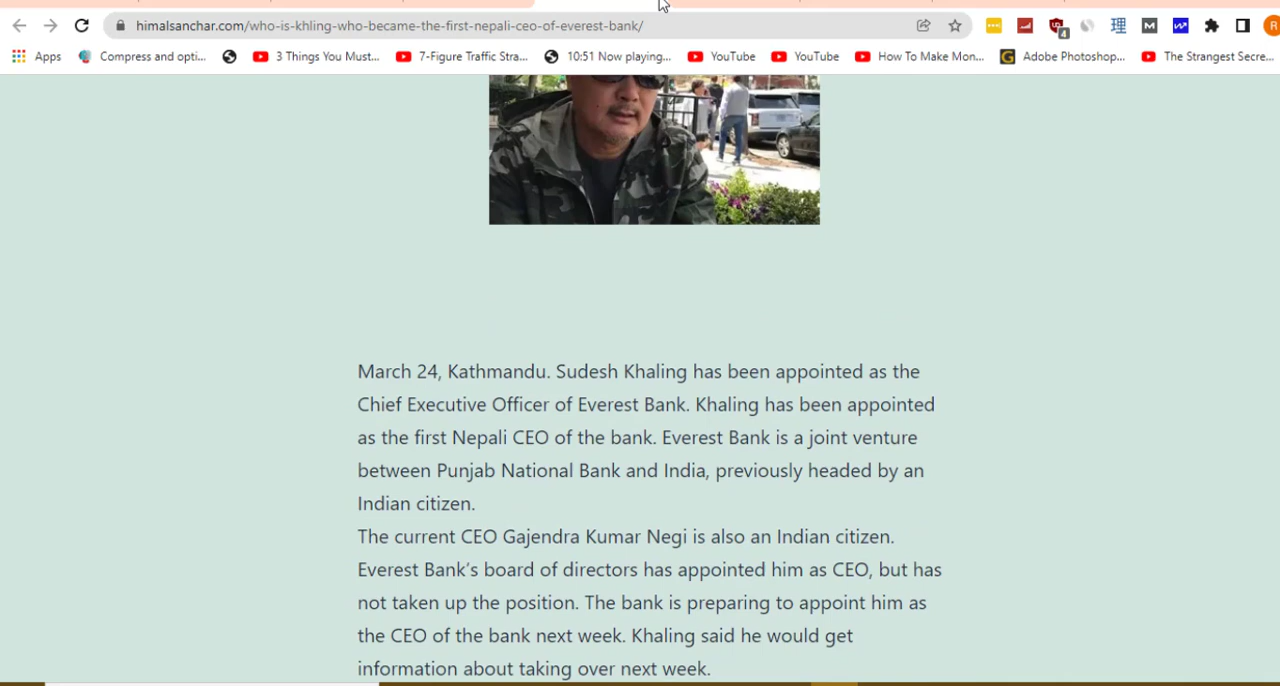 himalsanchar.com/who-is-khling-who-became-the-first-nepali-ceo-of-everest-bank/
4 理 M R
Apps Compress and opti... 3 Things You Must... 7-Figure Traffic Stra... 10:51 Now playing... YouTube YouTube How To Make Mon... G Adobe Photoshop... The Strangest Secre...
March 24, Kathmandu. Sudesh Khaling has been appointed as the
Chief Executive Officer of Everest Bank. Khaling has been appointed
as the first Nepali CEO of the bank. Everest Bank is a joint venture
between Punjab National Bank and India, previously headed by an
Indian citizen.
The current CEO Gajendra Kumar Negi is also an Indian citizen.
Everest Bank’s board of directors has appointed him as CEO, but has
not taken up the position. The bank is preparing to appoint him as
the CEO of the bank next week. Khaling said he would get
information about taking over next week.